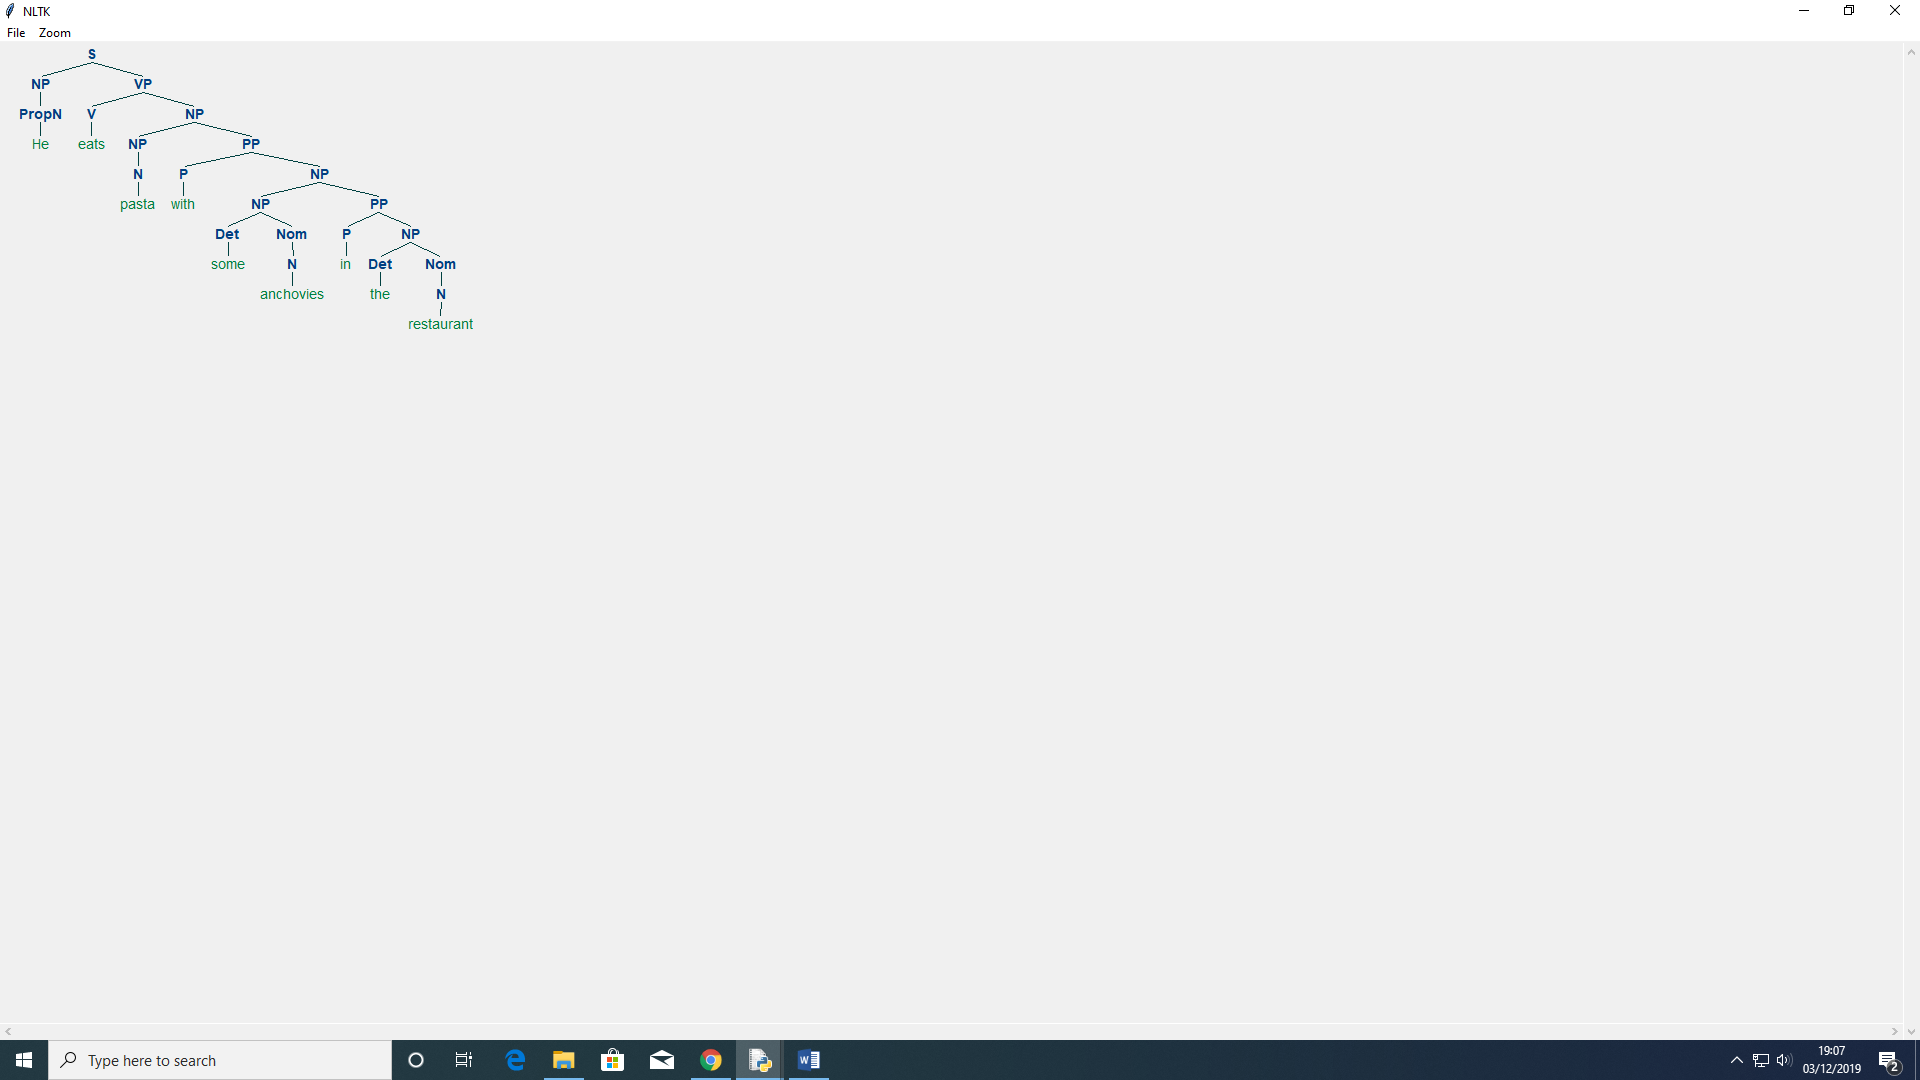 NLTK
File Zoom
S
NP VP
PropN V NP
He eats NP PP
N P NP
pasta with NP PP
Det Nom P NP
some N in Det Nom
anchovies the N
restaurant
Type here to search
19:07
03/12/2019
2